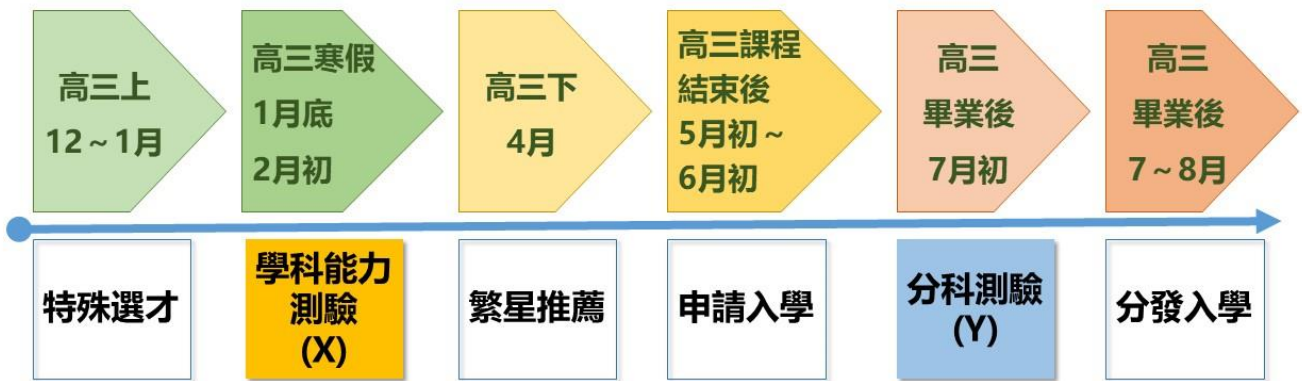 高三上
12～1月
高三寒假
1月底
2月初
高三下
4月
高三課程
結束後
5月初～
6月初
高三
畢業後
7月初
高三
畢業後
7～8月
特殊選才
學科能力
測驗
(X)
繁星推薦
申請入學
分科測驗
(Y)
分發入學